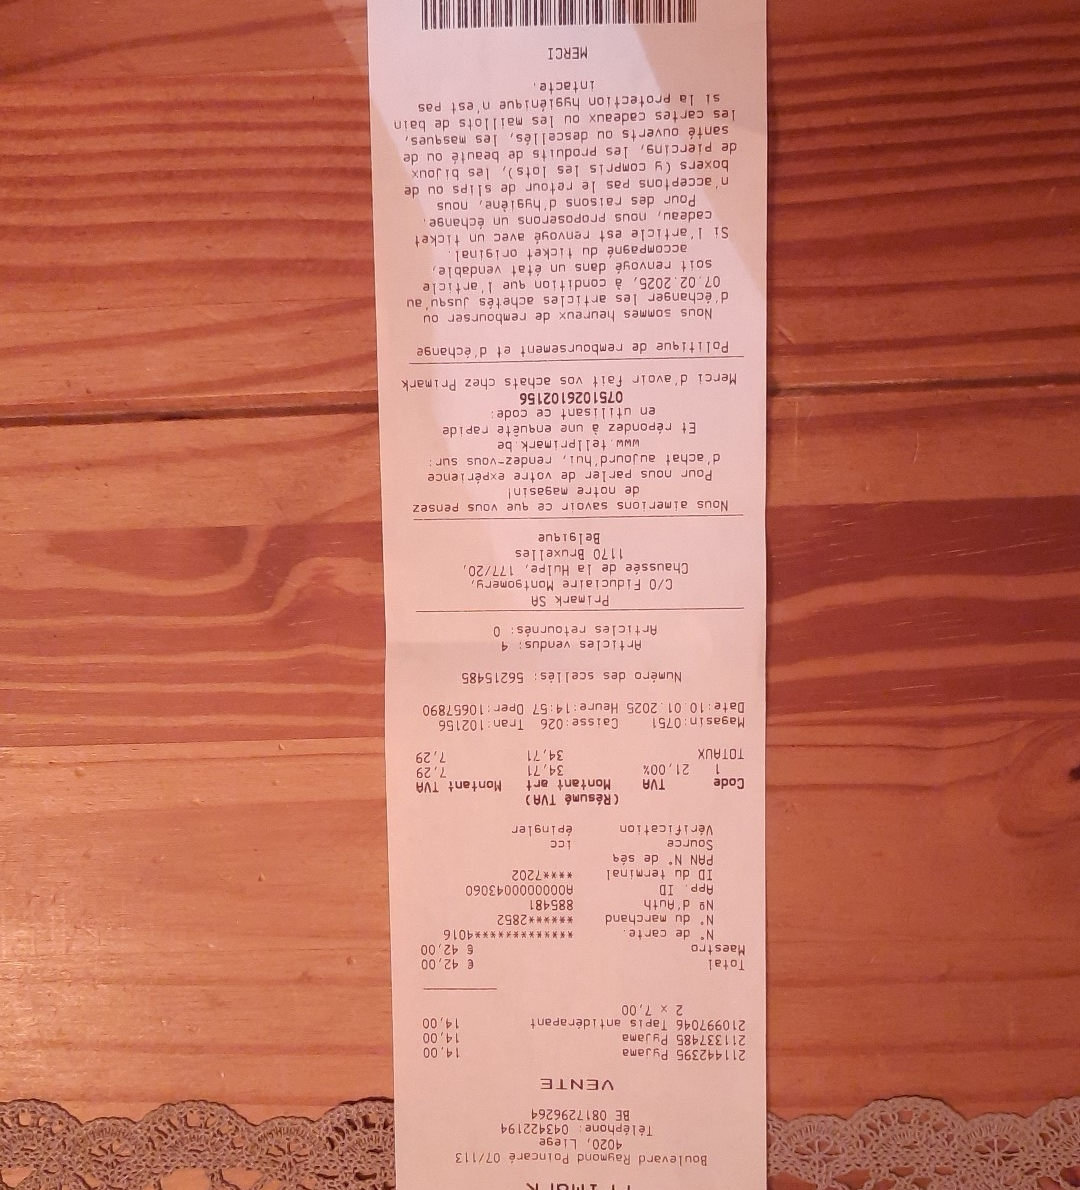 Primark
Boulevard Raymond Poincaré 07/113
4020, Liege
Téléphone: 043422194
BE 0817296264
VENTE
211442395 Pyjama 14,00
211337485 Pyjama 14,00
210997046 Tapis antidérapant 14,00
2 x 7,00
Total € 42,00
Maestro € 42,00
N° de carte. **************4016
N° du marchand ******2852
Nº d'Auth 885481
App. ID A0000000043060
ID du terminal ****7202
PAN N° de séq
Source icc
Vérification épingler
(Résumé TVA)
Code TVA Montant art Montant TVA
1 21,00% 34,71 7,29
TOTAUX 34,71 7,29
Magasin:0751 Caisse:026 Tran:102156
Date:10.01.2025 Heure:14:57 Oper:10657890
Numéro des scellés: 56215485
Articles vendus: 4
Articles retournés: 0
Primark SA
C/O Fiduciaire Montgomery,
Chaussée de la Hulpe, 177/20,
1170 Bruxelles
Belgique
Nous aimerions savoir ce que vous pensez
de notre magasin!
Pour nous parler de votre expérience
d'achat aujourd'hui, rendez-vous sur:
www.tellprimark.be
Et répondez à une enquête rapide
en utilisant ce code:
07510261​02156
Merci d'avoir fait vos achats chez Primark
Politique de remboursement et d'échange
Nous sommes heureux de rembourser ou
d'échanger les articles achetés jusqu'au
07.02.2025, à condition que l'article
soit renvoyé dans un état vendable,
accompagné du ticket original.
Si l'article est renvoyé avec un ticket
cadeau, nous proposerons un échange.
Pour des raisons d'hygiène, nous
n'acceptons pas le retour de slips ou de
boxers (y compris les lots), les bijoux
de piercing, les produits de beauté ou de
santé ouverts ou descellés, les masques,
les cartes cadeaux ou les maillots de bain
si la protection hygiénique n'est pas
intacte.
MERCI